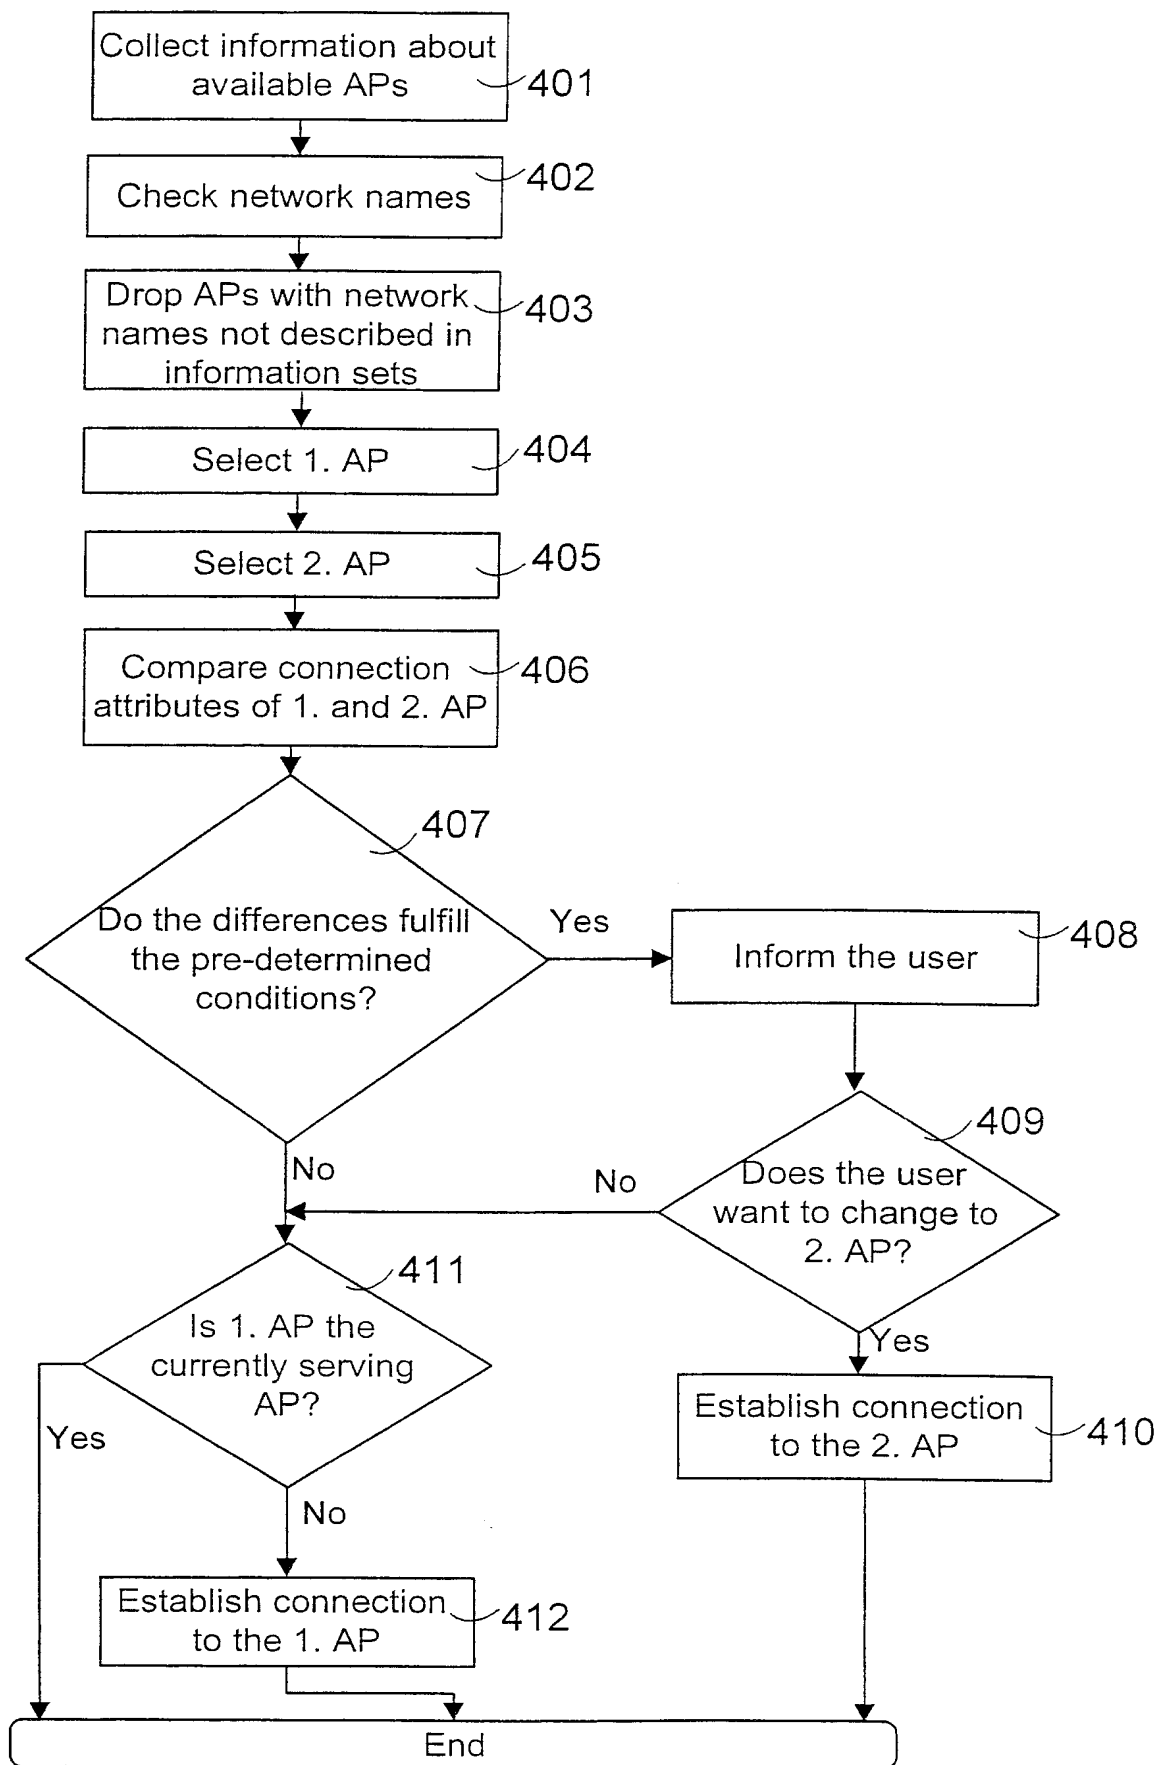 Collect information about
available APs
401
Check network names
402
Drop APs with network
names not described in
information sets
403
Select 1. AP
404
Select 2. AP
405
Compare connection
attributes of 1. and 2. AP
406
407
Do the differences fulfill
the pre-determined
conditions?
Yes
Inform the user
408
No
409
Does the user
want to change to
2. AP?
No
Yes
411
Is 1. AP the
currently serving
AP?
Yes
No
Establish connection
to the 2. AP
410
Establish connection
to the 1. AP
412
End